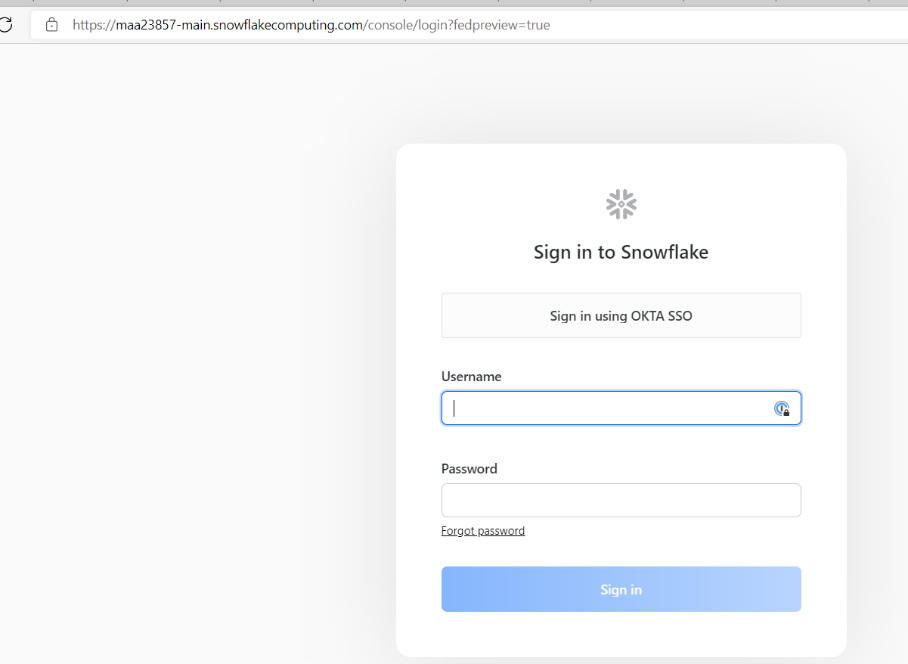 https://maa23857-main.snowflakecomputing.com/console/login?fedpreview=true
Sign in to Snowflake
Sign in using OKTA SSO
Username
Password
Forgot password
Sign in